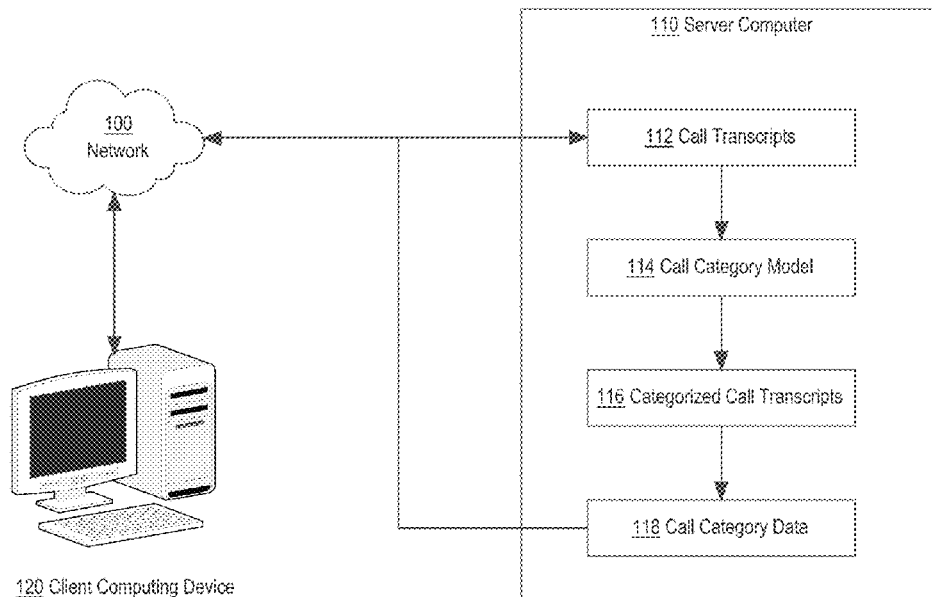 110 Server Computer
100
Network
112 Call Transcripts
114 Call Category Model
116 Categorized Call Transcripts
118 Call Category Data
120 Client Computing Device